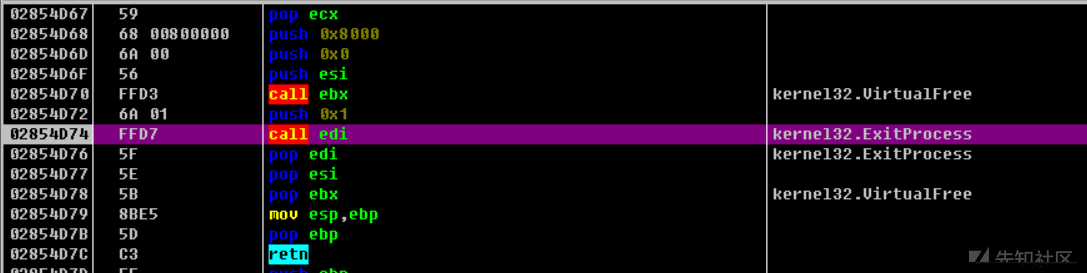 02854D67 59 pop ecx
02854D68 68 00800000 push 0x8000
02854D6D 6A 00 push 0x0
02854D6F 56 push esi
02854D70 FFD3 call ebx kernel32.VirtualFree
02854D72 6A 01 push 0x1
02854D74 FFD7 call edi kernel32.ExitProcess
02854D76 5F pop edi kernel32.ExitProcess
02854D77 5E pop esi
02854D78 5B pop ebx kernel32.VirtualFree
02854D79 8BE5 mov esp,ebp
02854D7B 5D pop ebp
02854D7C C3 retn
先知社区